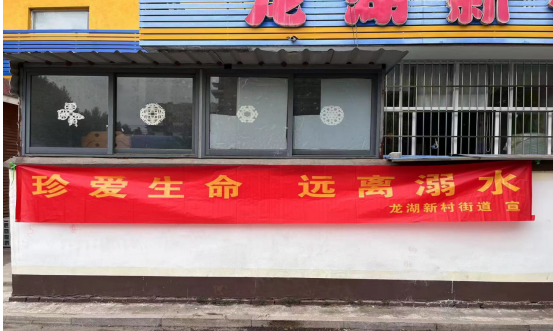 龙湖新
珍爱生命 远离溺水
龙湖新村街道 宣